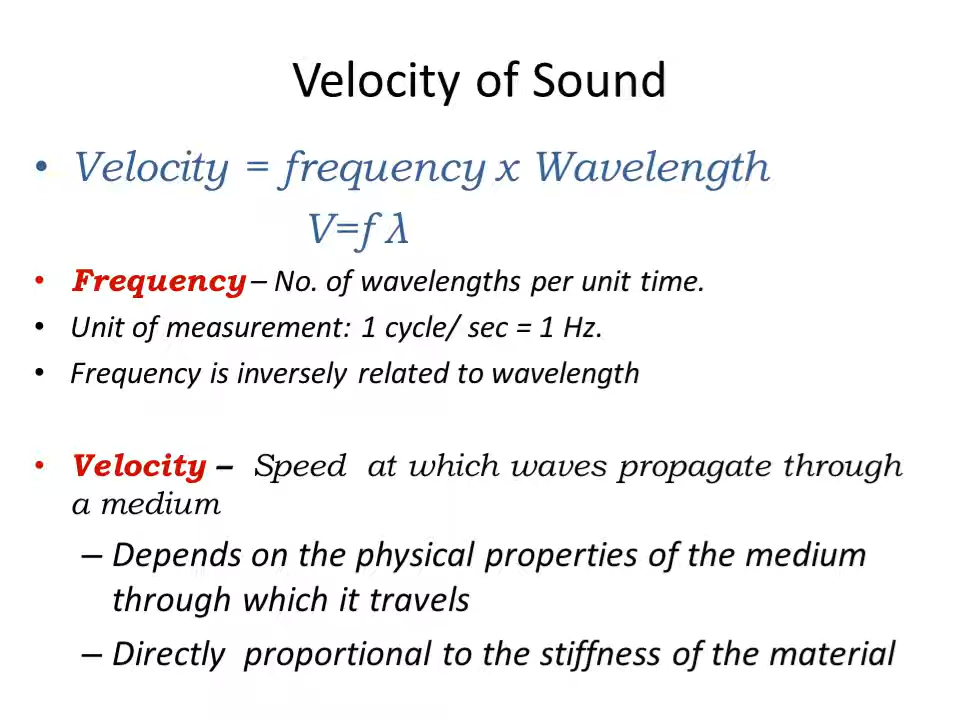 Velocity of Sound
• Velocity = frequency x Wavelength
V=f λ
• Frequency – No. of wavelengths per unit time.
• Unit of measurement: 1 cycle/ sec = 1 Hz.
• Frequency is inversely related to wavelength
• Velocity – Speed at which waves propagate through
a medium
– Depends on the physical properties of the medium
through which it travels
– Directly proportional to the stiffness of the material